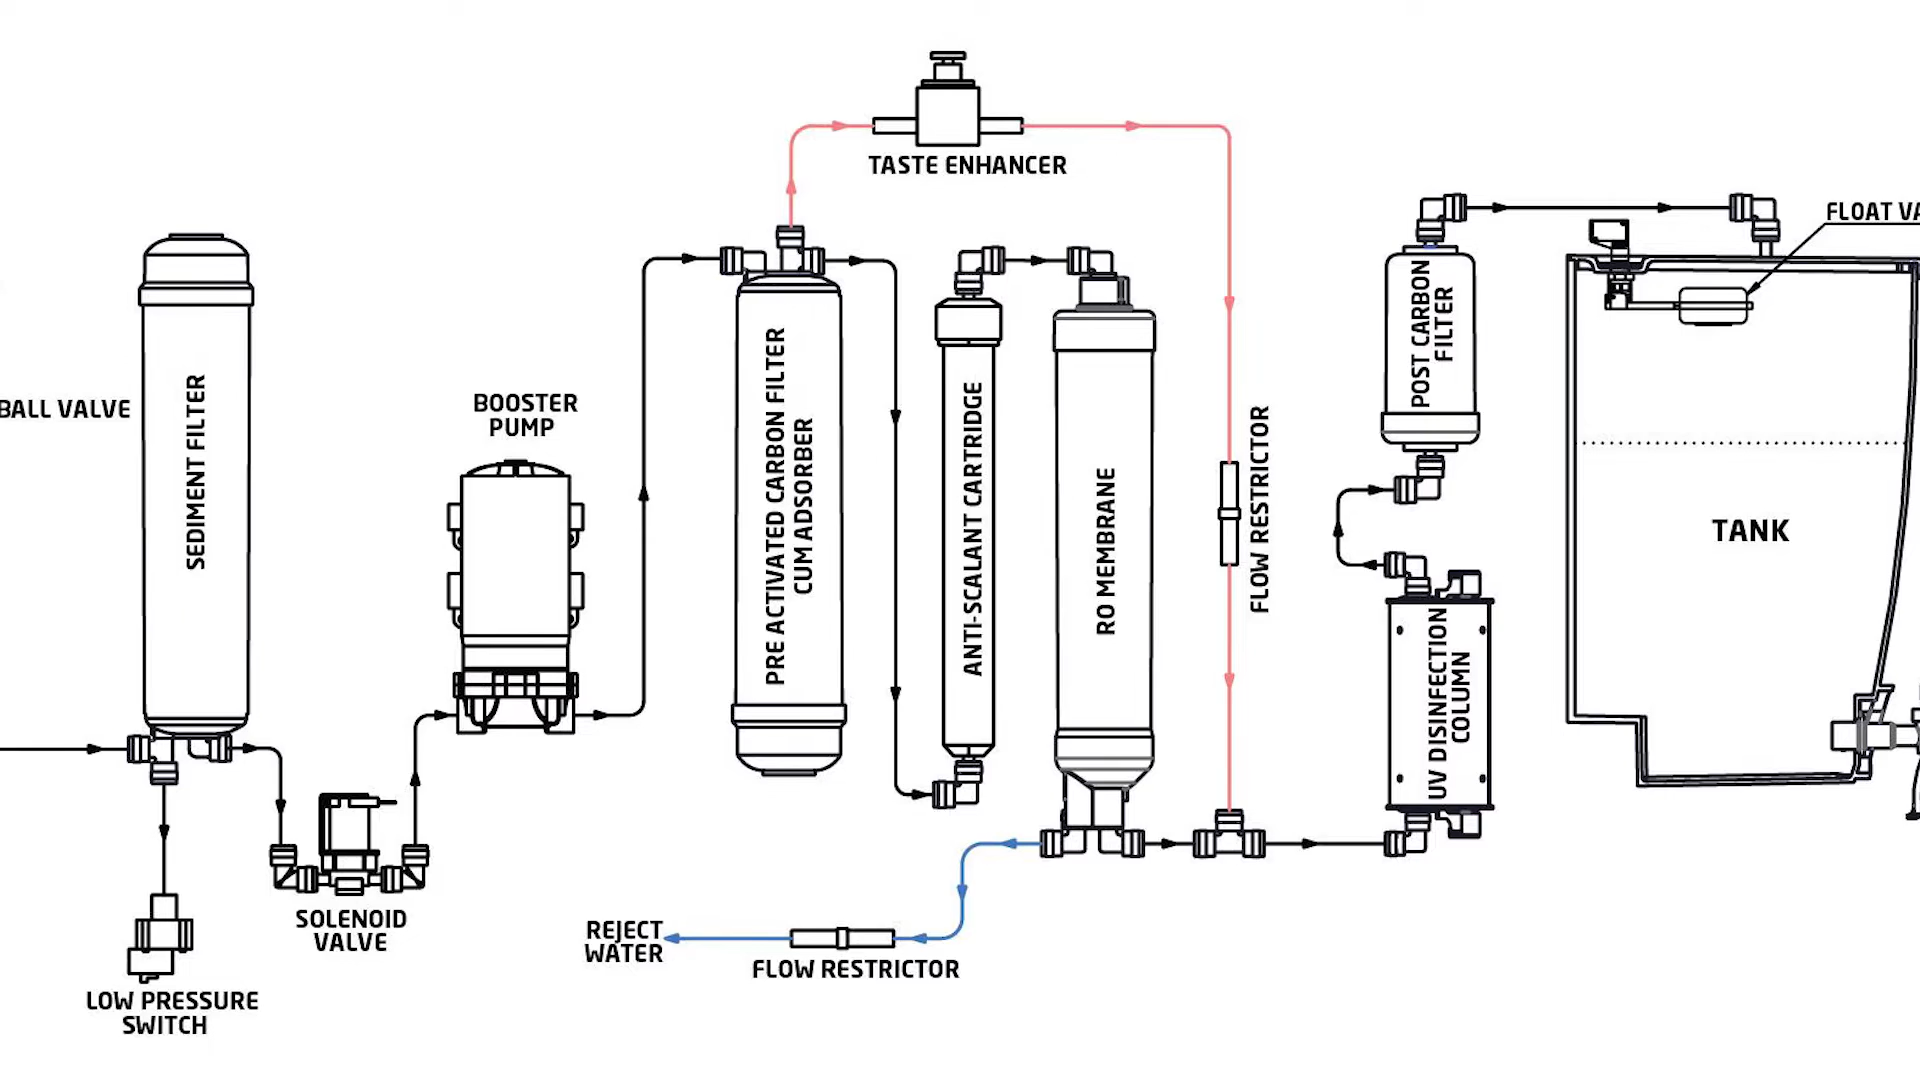 TASTE ENHANCER
FLOAT VA
BALL VALVE
SEDIMENT FILTER
BOOSTER
PUMP
PRE ACTIVATED CARBON FILTER
CUM ADSORBER
ANTI-SCALANT CARTRIDGE
RO MEMBRANE
FLOW RESTRICTOR
POST CARBON
FILTER
UV DISINFECTION
COLUMN
TANK
SOLENOID
VALVE
REJECT
WATER
FLOW RESTRICTOR
LOW PRESSURE
SWITCH